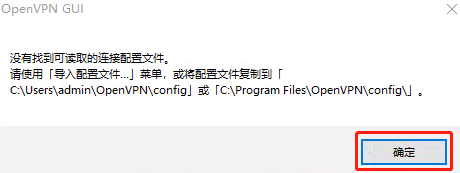 OpenVPN GUI
没有找到可读取的连接配置文件。
请使用「导入配置文件...」菜单，或将配置文件复制到「
C:\Users\admin\OpenVPN\config」或「C:\Program Files\OpenVPN\config\」。
确定